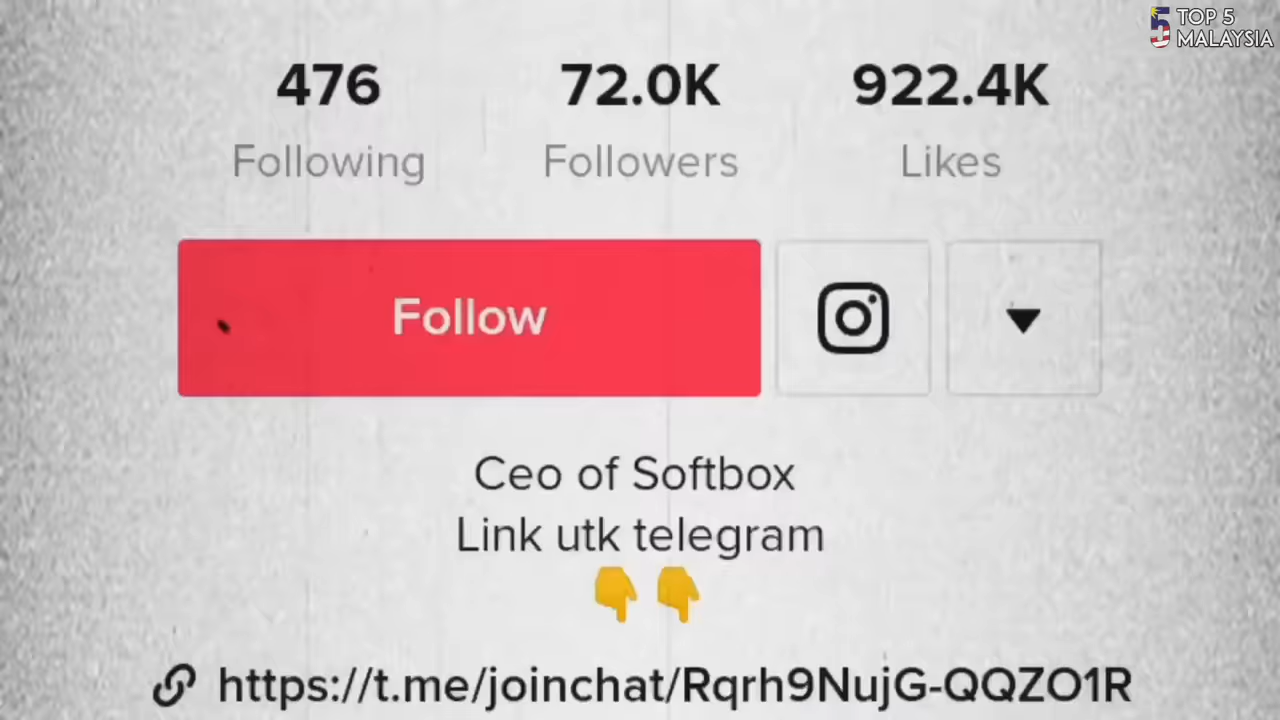 5 TOP 5
MALAYSIA
476 72.0K 922.4K
Following Followers Likes
Follow
Ceo of Softbox
Link utk telegram
👇👇
https://t.me/joinchat/Rqrh9NujG-QQZO1R